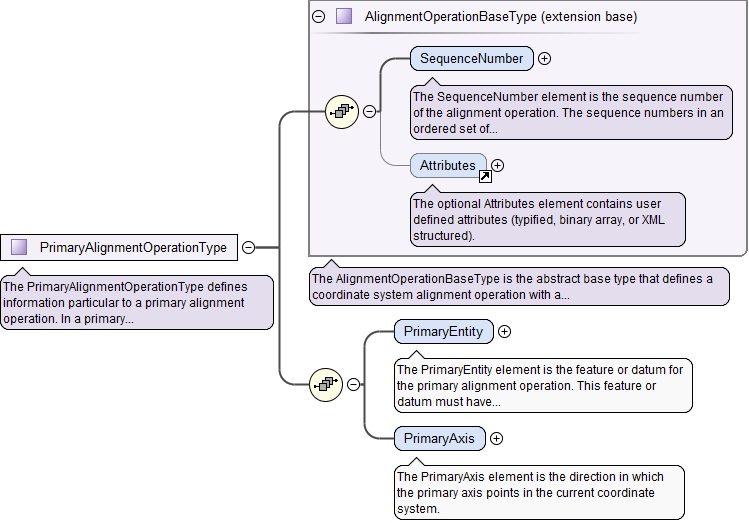 AlignmentOperationBaseType (extension base)
SequenceNumber
The SequenceNumber element is the sequence number
of the alignment operation. The sequence numbers in an
ordered set of...
Attributes
The optional Attributes element contains user
defined attributes (typified, binary array, or XML
structured).
PrimaryAlignmentOperationType
The PrimaryAlignmentOperationType defines
information particular to a primary alignment
operation. In a primary...
The AlignmentOperationBaseType is the abstract base type that defines a
coordinate system alignment operation with a...
PrimaryEntity
The PrimaryEntity element is the feature or datum for
the primary alignment operation. This feature or
datum must have...
PrimaryAxis
The PrimaryAxis element is the direction in which
the primary axis points in the current coordinate
system.